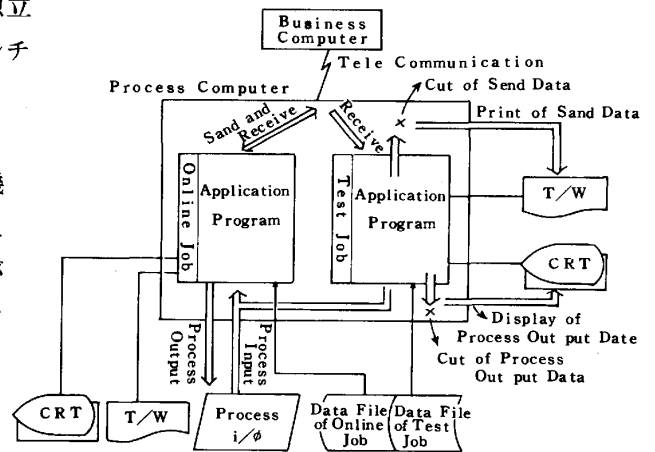 立
チ
Business
Computer
Tele Communication
Process Computer
Cut of Send Data
Print of Sand Data
Sand and
Receive
Receive
Online Job
Application
Program
Test Job
Application
Program
T/W
CRT
Display of
Process Out put Date
Cut of Process
Out put Data
Process
Output
Process
Input
CRT
T/W
Process
i/φ
Data File
of Online
Job
Data File
of Test
Job